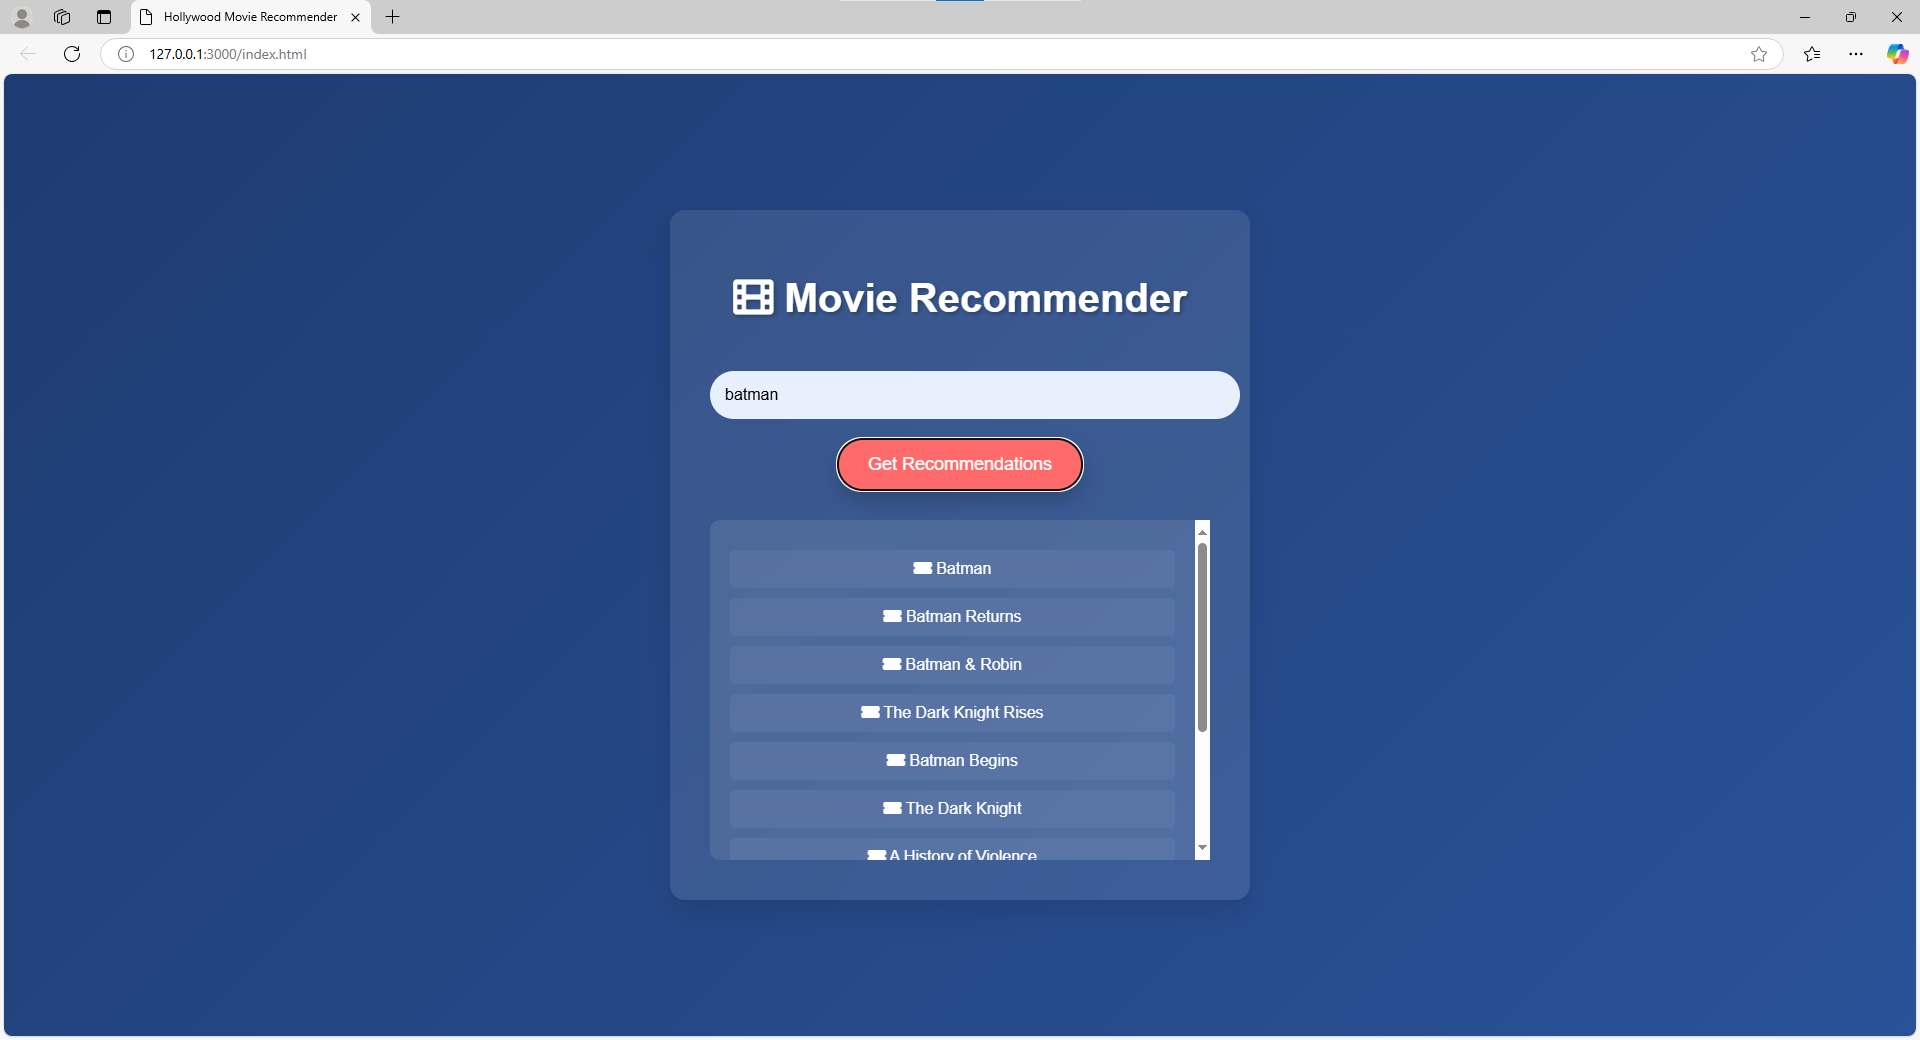 Hollywood Movie Recommender
127.0.0.1:3000/index.html
Movie Recommender
batman
Get Recommendations
Batman
Batman Returns
Batman & Robin
The Dark Knight Rises
Batman Begins
The Dark Knight
A History of Violence